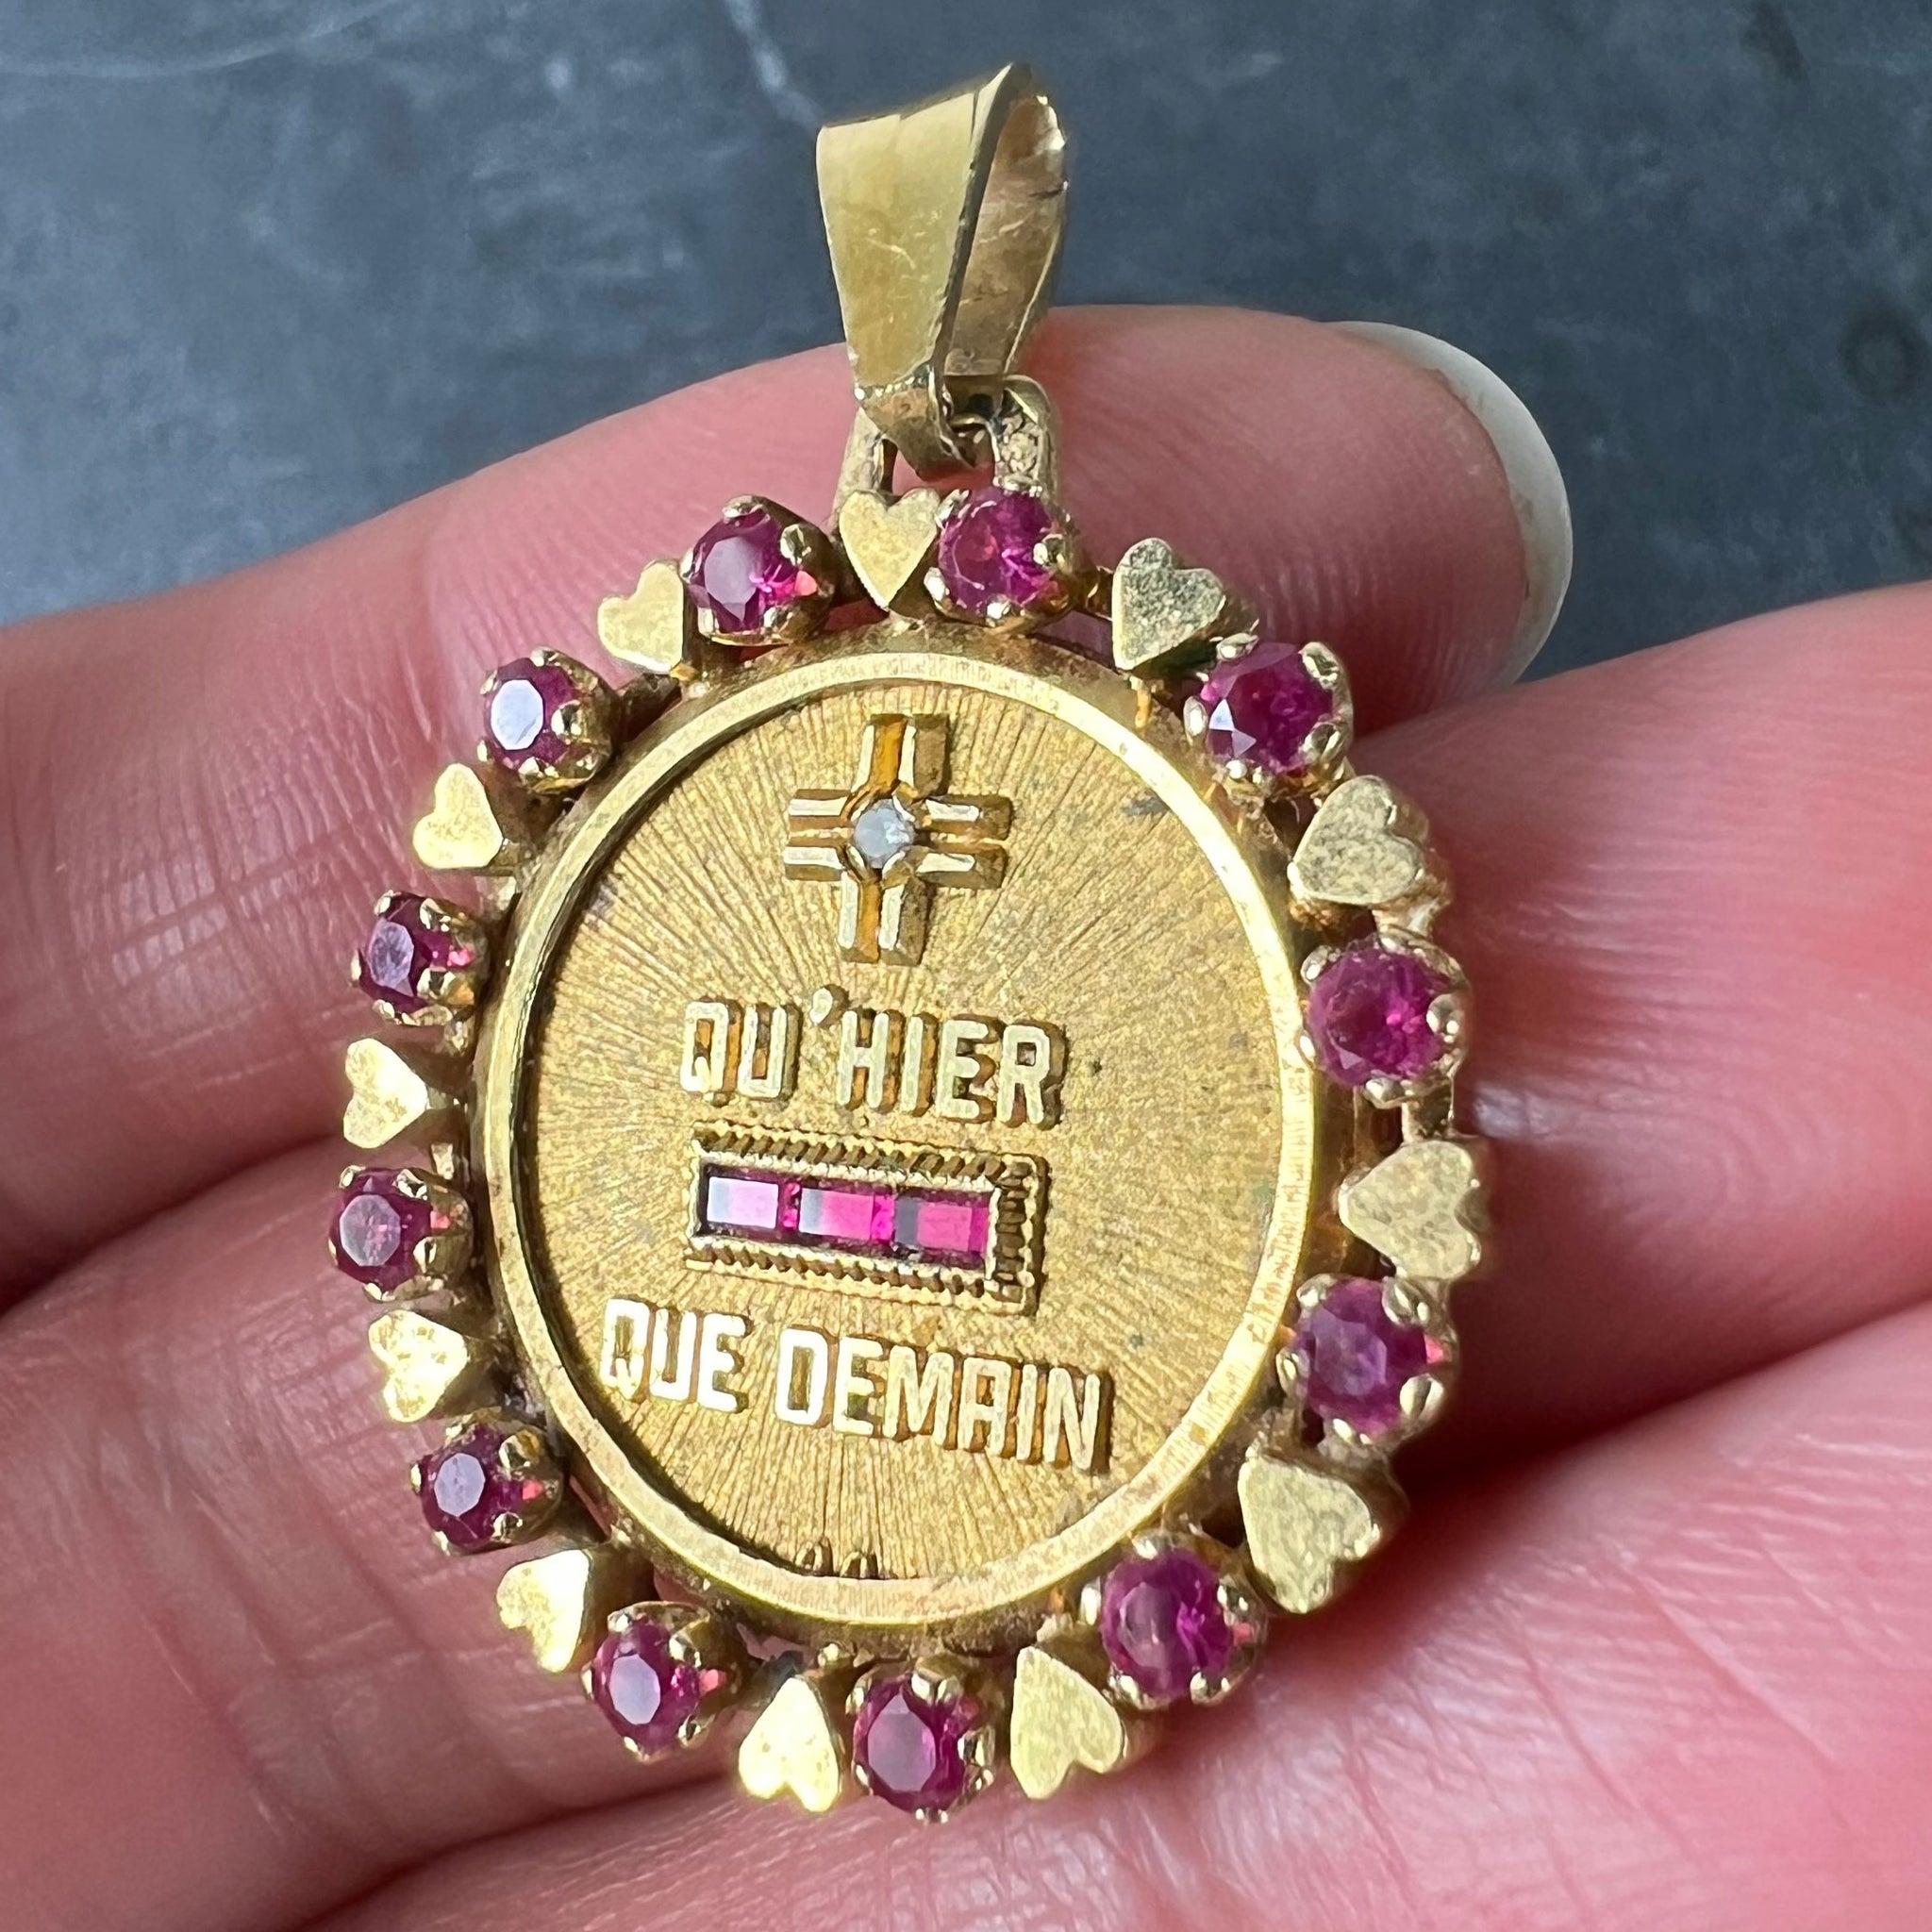 + QU'HIER
- QUE DEMAIN